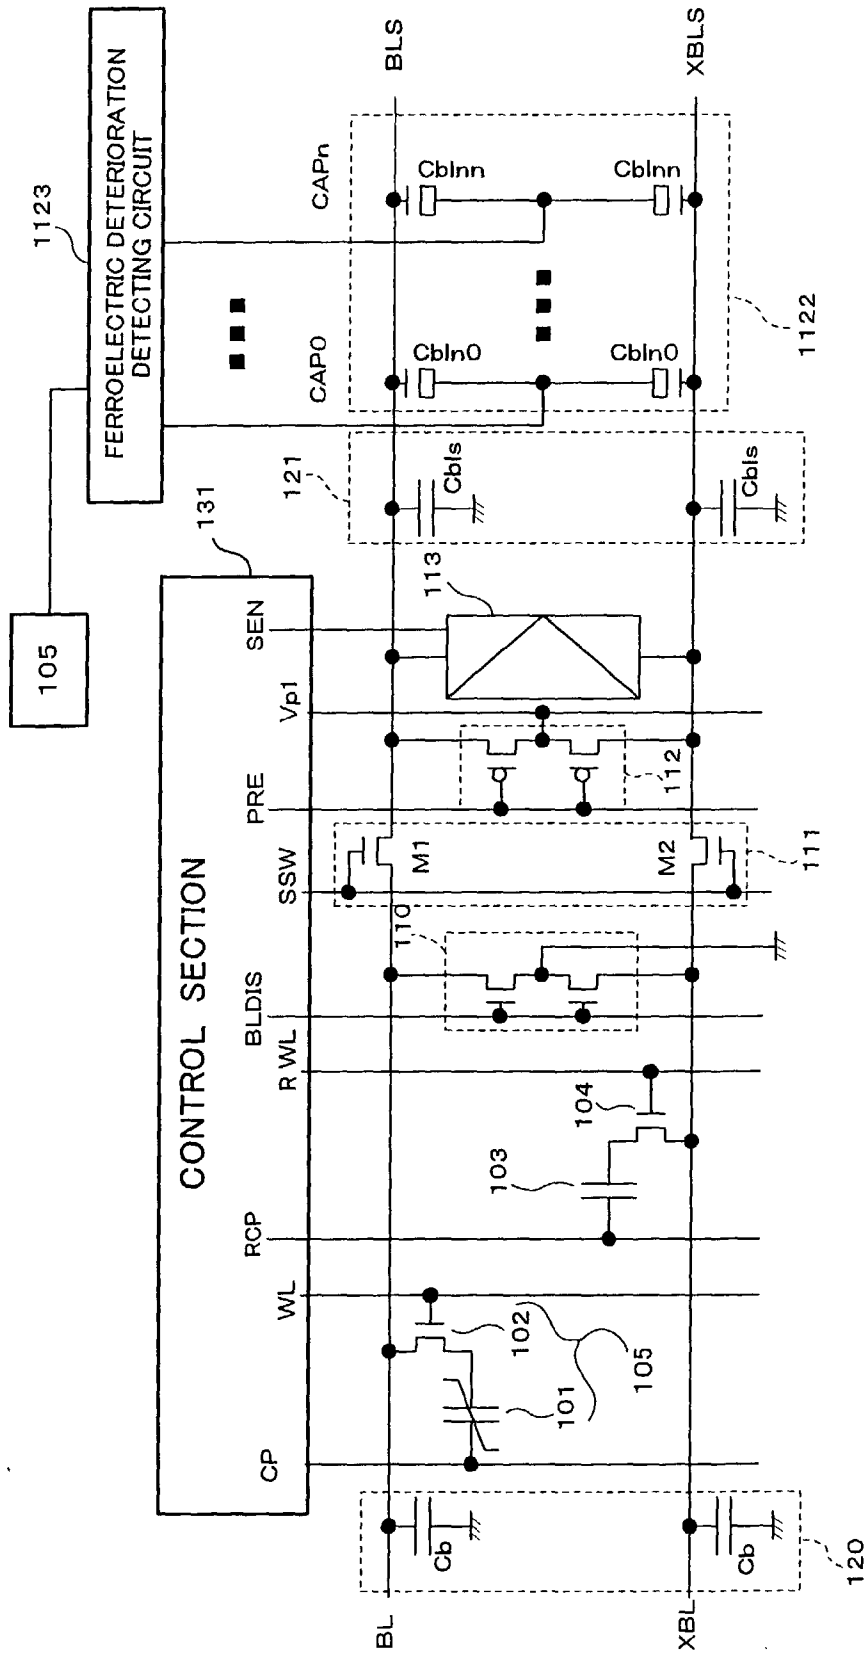 105
1123
FERROELECTRIC DETERIORATION
DETECTING CIRCUIT
131
CONTROL SECTION
CP
WL
RCP
R WL
BLDIS
SSW
PRE
Vp1
SEN
121
CAP0
CAPn
BL
BLS
Cb
101
102
105
103
104
110
M1
M2
112
113
Cbls
Cbls
Cbln0
Cblnn
Cbln0
Cblnn
XBL
XBLS
Cb
120
111
1122